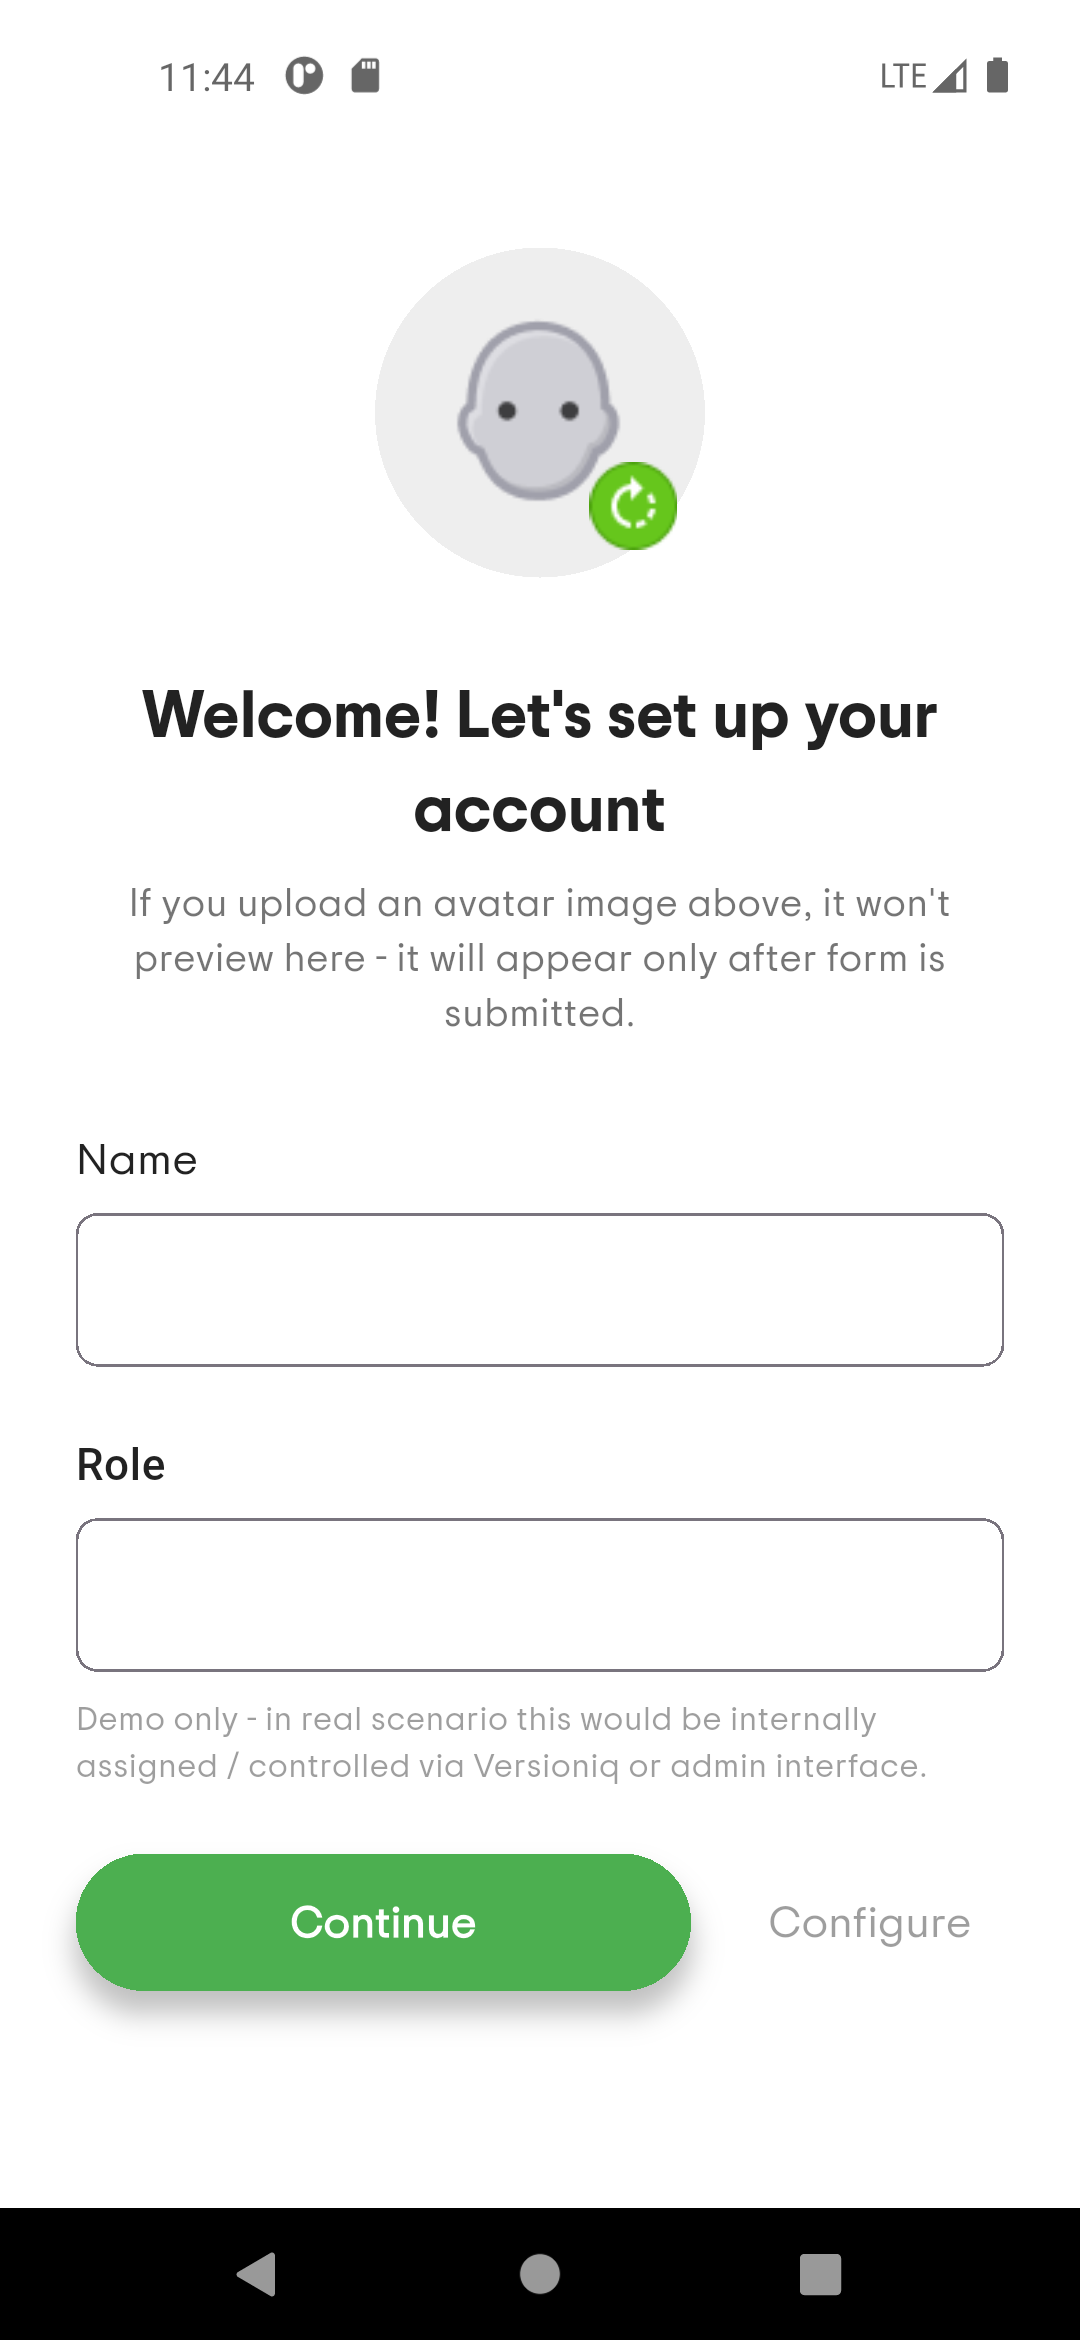 11:44
LTE
Welcome! Let's set up your
account
If you upload an avatar image above, it won't
preview here - it will appear only after form is
submitted.
Name
Role
Demo only - in real scenario this would be internally
assigned / controlled via Versioniq or admin interface.
Continue
Configure